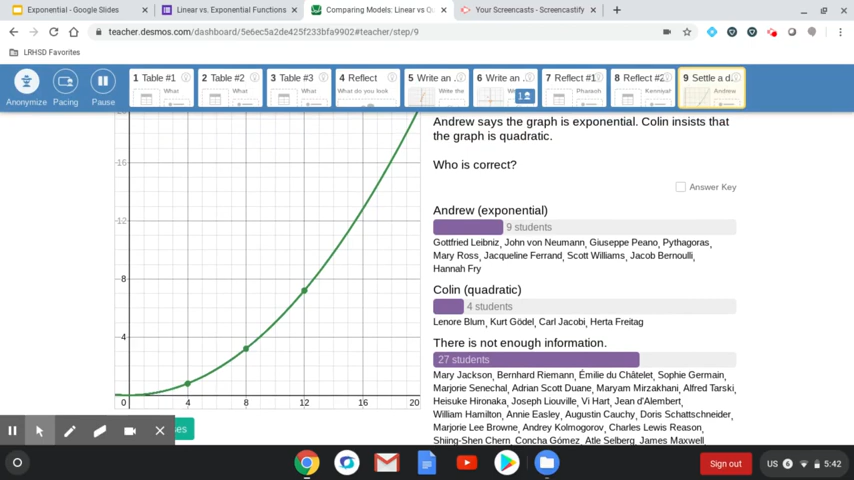 Exponential - Google Slides
Linear vs. Exponential Functions
Comparing Models: Linear vs Qu
Your Screencasts - Screencastify
teacher.desmos.com/dashboard/5e6ec5a2de425f233bfa9902#teacher/step/9
LRHSD Favorites
Anonymize
Pacing
Pause
1 Table #1
What
2 Table #2
What
3 Table #3
What
4 Reflect
What do you look
5 Write an ...
Write the
6 Write an ...
1
7 Reflect #1
Pharaoh
8 Reflect #2
Kenniyah
9 Settle a d...
Andrew
16
12
8
4
0
4
8
12
16
20
Andrew says the graph is exponential. Colin insists that
the graph is quadratic.
Who is correct?
Answer Key
Andrew (exponential)
9 students
Gottfried Leibniz, John von Neumann, Giuseppe Peano, Pythagoras,
Mary Ross, Jacqueline Ferrand, Scott Williams, Jacob Bernoulli,
Hannah Fry
Colin (quadratic)
4 students
Lenore Blum, Kurt Gödel, Carl Jacobi, Herta Freitag
There is not enough information.
27 students
Mary Jackson, Bernhard Riemann, Émilie du Châtelet, Sophie Germain,
Marjorie Senechal, Adrian Scott Duane, Maryam Mirzakhani, Alfred Tarski,
Heisuke Hironaka, Joseph Liouville, Vi Hart, Jean d'Alembert,
William Hamilton, Annie Easley, Augustin Cauchy, Doris Schattschneider,
Marjorie Lee Browne, Andrey Kolmogorov, Charles Lewis Reason,
Shiing-Shen Chern, Concha Gómez, Atle Selberg, James Maxwell
Sign out
US
6
5:42